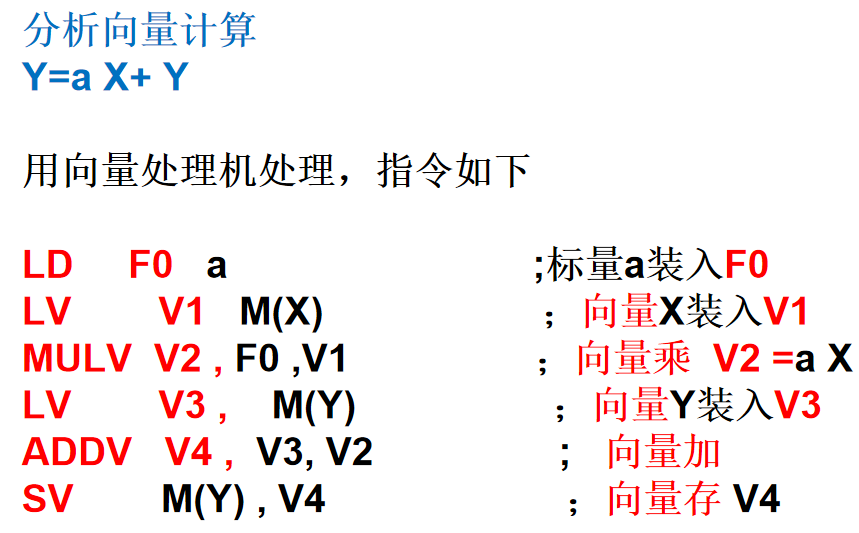 分析向量计算
Y=a X+ Y
用向量处理机处理，指令如下
LD F0 a ;标量a装入F0
LV V1 M(X) ；向量X装入V1
MULV V2 , F0 ,V1 ；向量乘 V2 =a X
LV V3 , M(Y) ；向量Y装入V3
ADDV V4 , V3, V2 ; 向量加
SV M(Y) , V4 ；向量存 V4